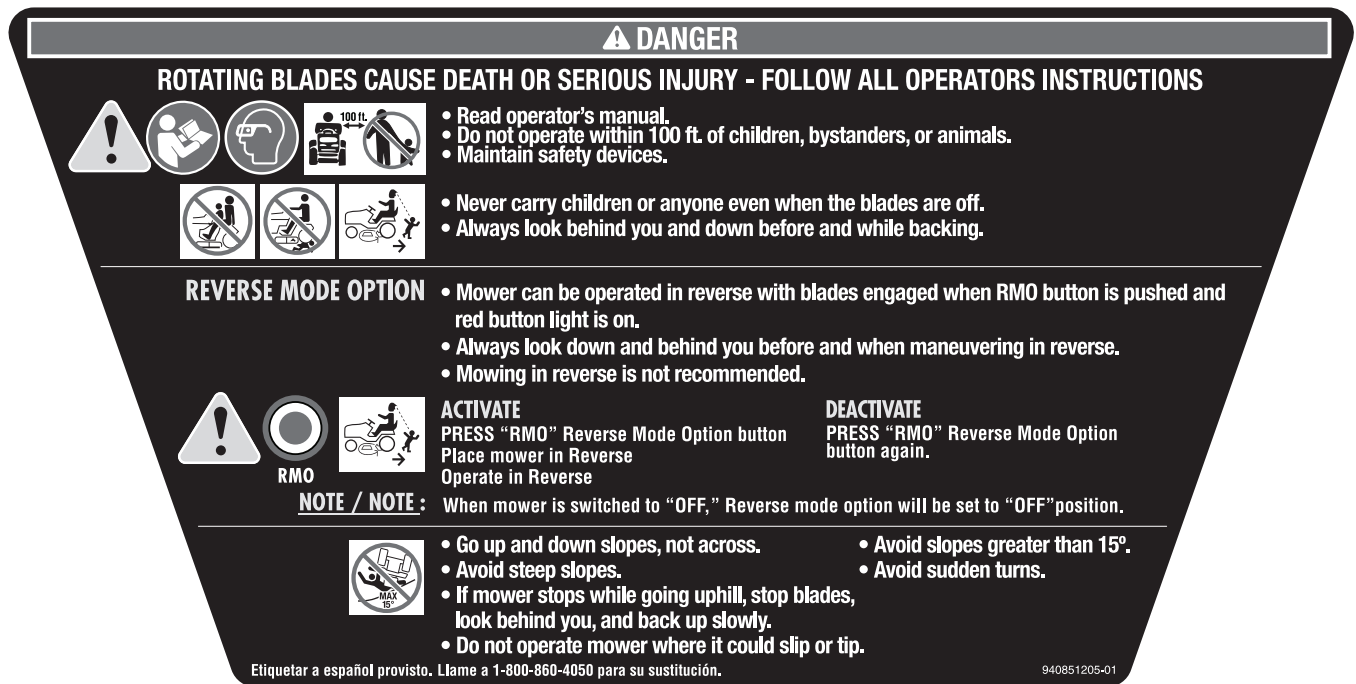 DANGER
ROTATING BLADES CAUSE DEATH OR SERIOUS INJURY - FOLLOW ALL OPERATORS INSTRUCTIONS
100 ft.
• Read operator's manual.
• Do not operate within 100 ft. of children, bystanders, or animals.
• Maintain safety devices.
• Never carry children or anyone even when the blades are off.
• Always look behind you and down before and while backing.
REVERSE MODE OPTION
• Mower can be operated in reverse with blades engaged when RMO button is pushed and
red button light is on.
• Always look down and behind you before and when maneuvering in reverse.
• Mowing in reverse is not recommended.
RMO
ACTIVATE
PRESS “RMO” Reverse Mode Option button
Place mower in Reverse
Operate in Reverse
DEACTIVATE
PRESS “RMO” Reverse Mode Option
button again.
NOTE / NOTE : When mower is switched to “OFF,” Reverse mode option will be set to “OFF”position.
MAX
15°
• Go up and down slopes, not across.
• Avoid steep slopes.
• If mower stops while going uphill, stop blades,
look behind you, and back up slowly.
• Do not operate mower where it could slip or tip.
• Avoid slopes greater than 15º.
• Avoid sudden turns.
Etiquetar a español provisto. Llame a 1-800-860-4050 para su sustitución.
940851205-01